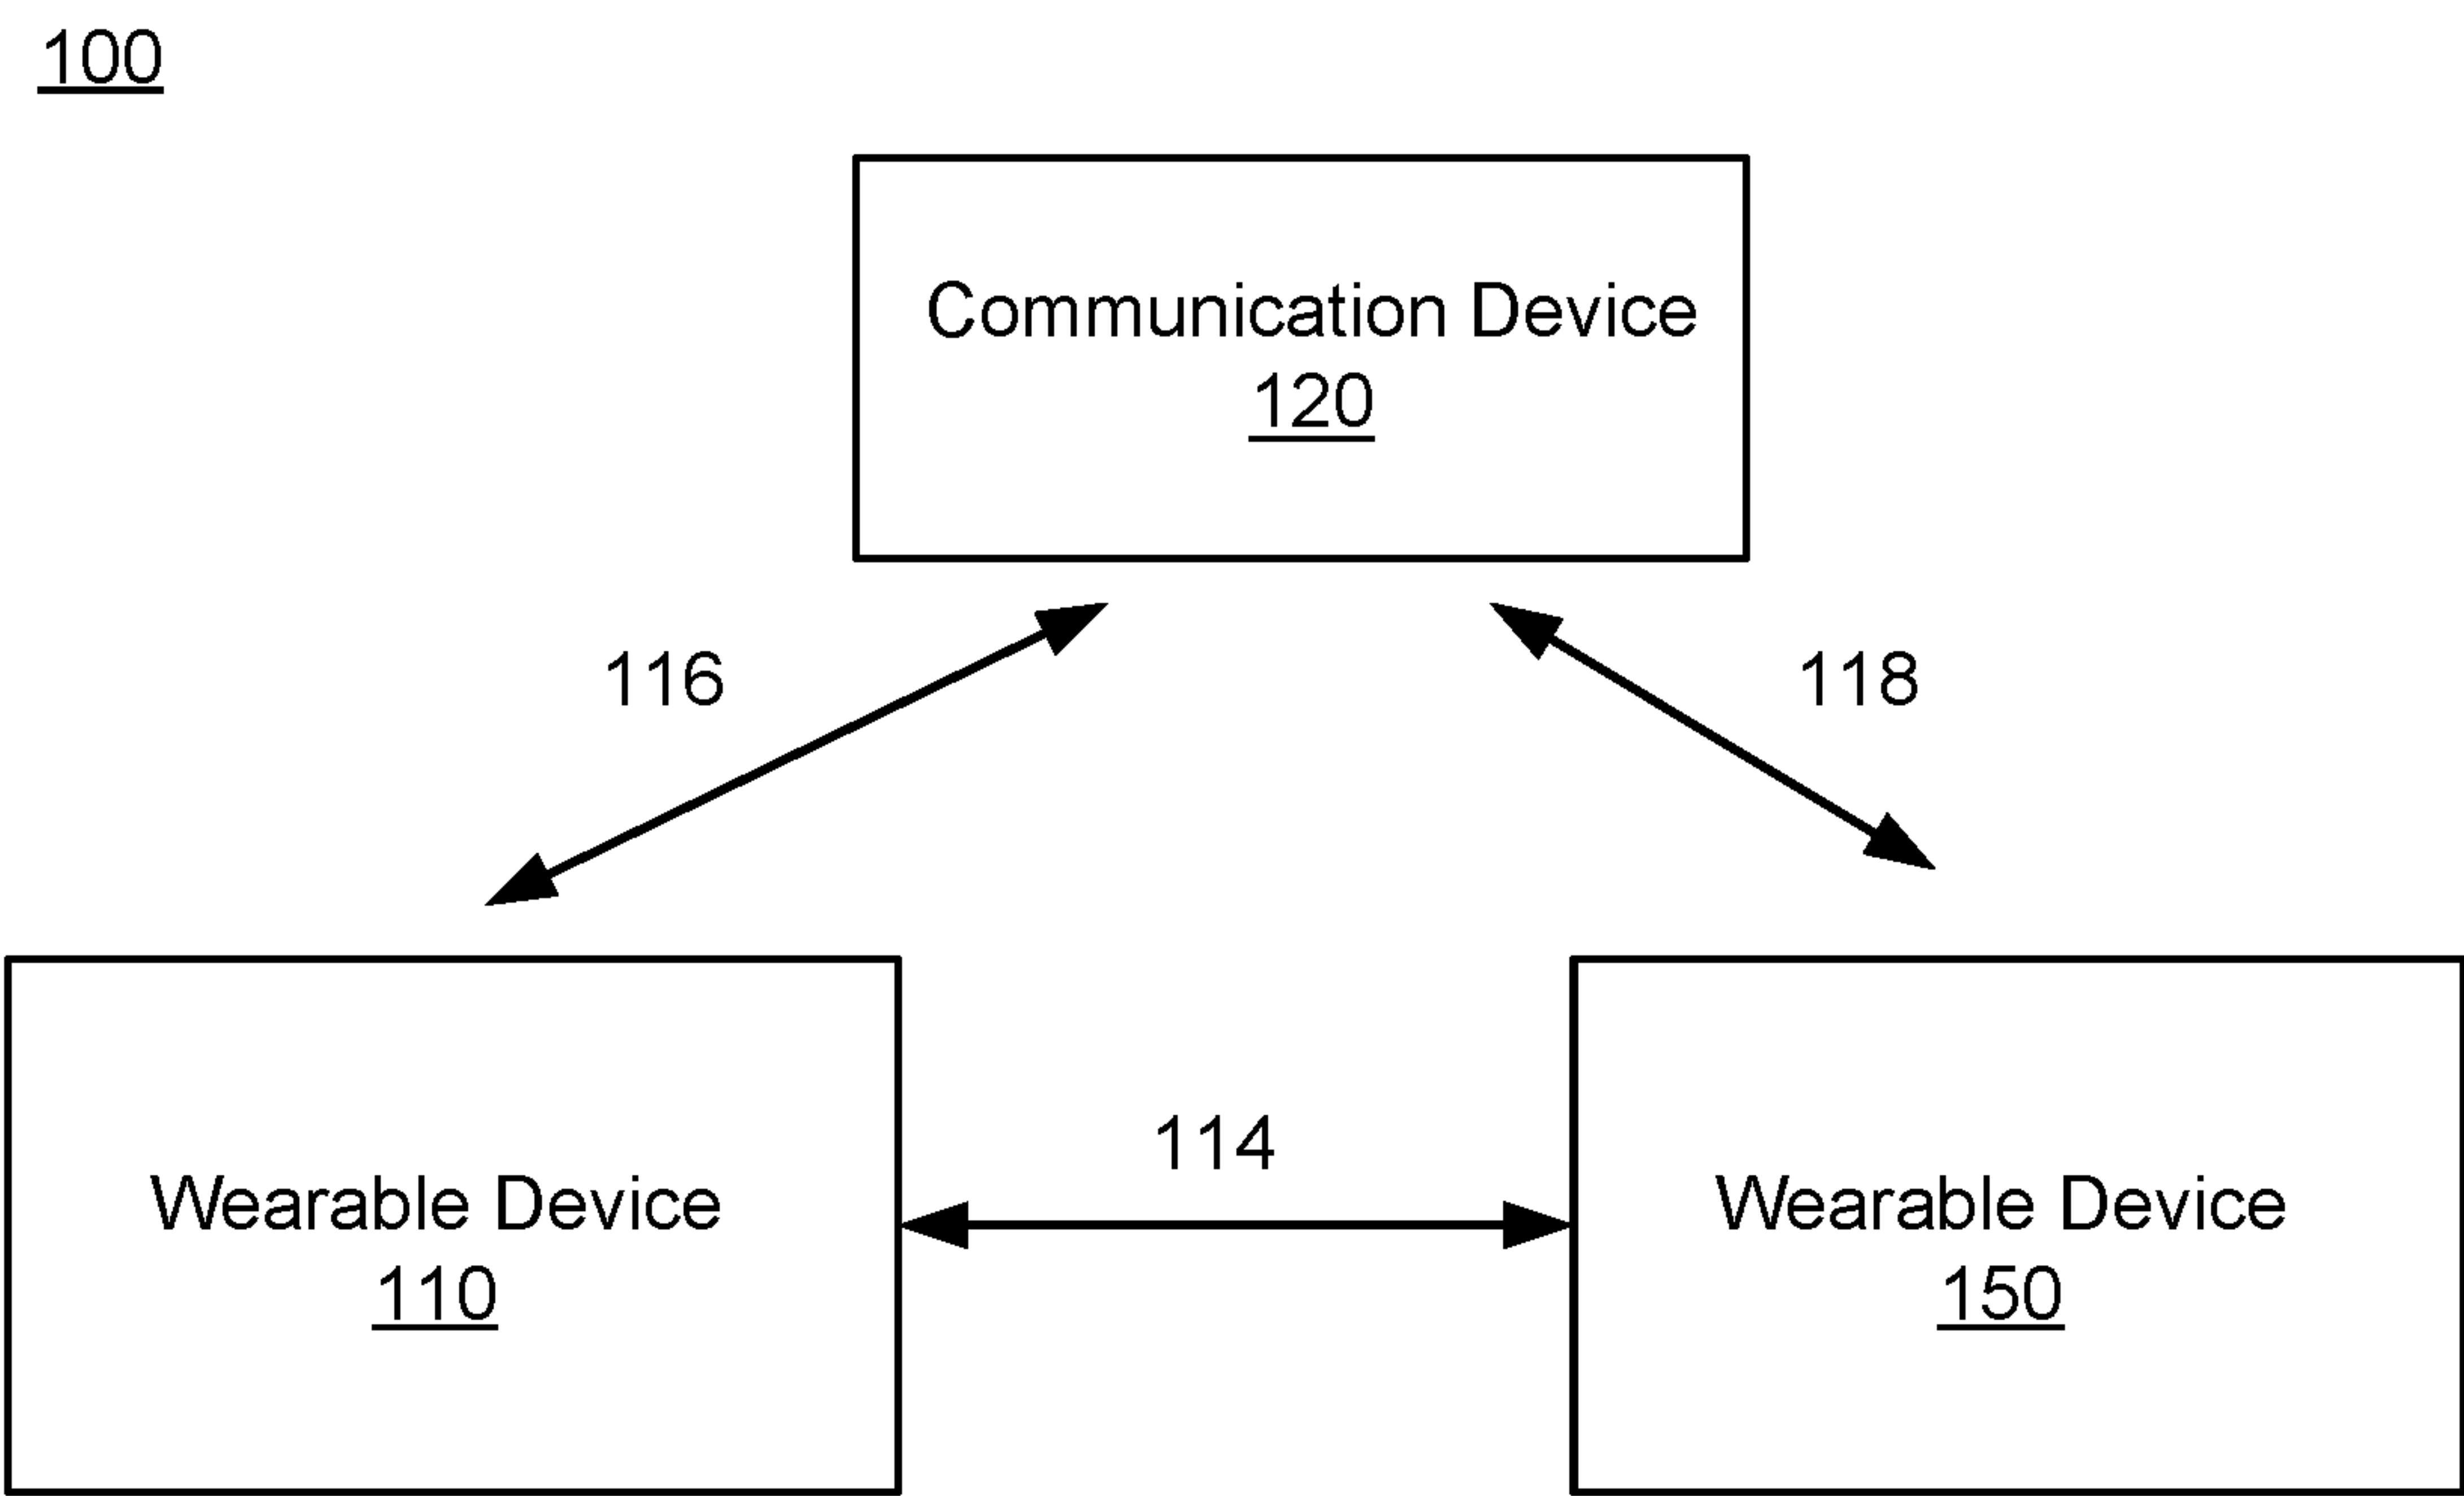 100
Communication Device
120
116
118
114
Wearable Device
110
Wearable Device
150